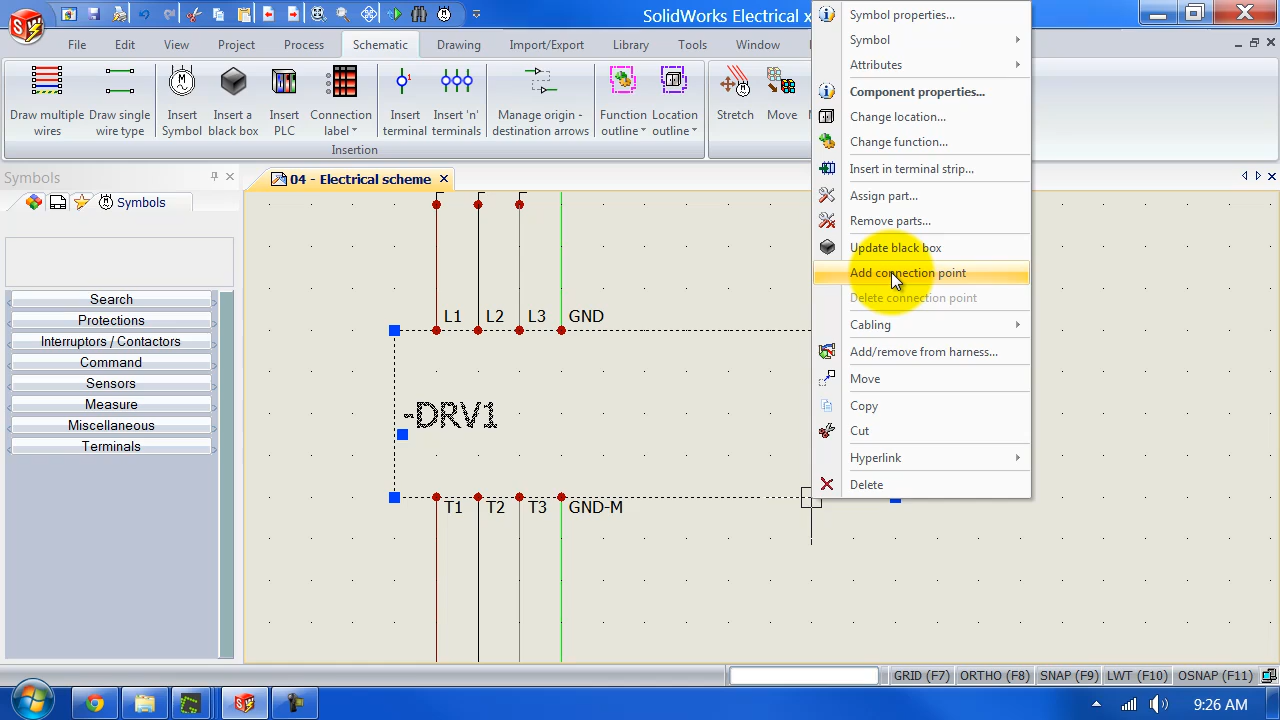 SolidWorks Electrical
File
Edit
View
Project
Process
Schematic
Drawing
Import/Export
Library
Tools
Window
Draw multiple wires
Draw single wire type
Insert Symbol
Insert a black box
Insert PLC
Connection label
Insert terminal
Insert 'n' terminals
Manage origin - destination arrows
Function outline
Location outline
Stretch
Move
Insertion
Symbols
Symbols
Search
Protections
Interruptors / Contactors
Command
Sensors
Measure
Miscellaneous
Terminals
04 - Electrical scheme
L1
L2
L3
GND
-DRV1
T1
T2
T3
GND-M
Symbol properties...
Symbol
Attributes
Component properties...
Change location...
Change function...
Insert in terminal strip...
Assign part...
Remove parts...
Update black box
Add connection point
Delete connection point
Cabling
Add/remove from harness...
Move
Copy
Cut
Hyperlink
Delete
GRID (F7)
ORTHO (F8)
SNAP (F9)
LWT (F10)
OSNAP (F11)
9:26 AM